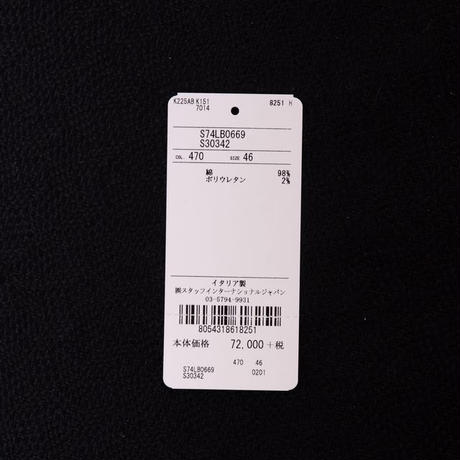 K225AB K151 8251 H
7014
S74LB0669
S30342
COL. 470 SIZE 46
綿 98%
ポリウレタン 2%
イタリア製
㈱スタッフインターナショナルジャパン
03-5794-9931
8054318618251
本体価格 72,000 +税
470 46
S74LB0669
S30342 0201